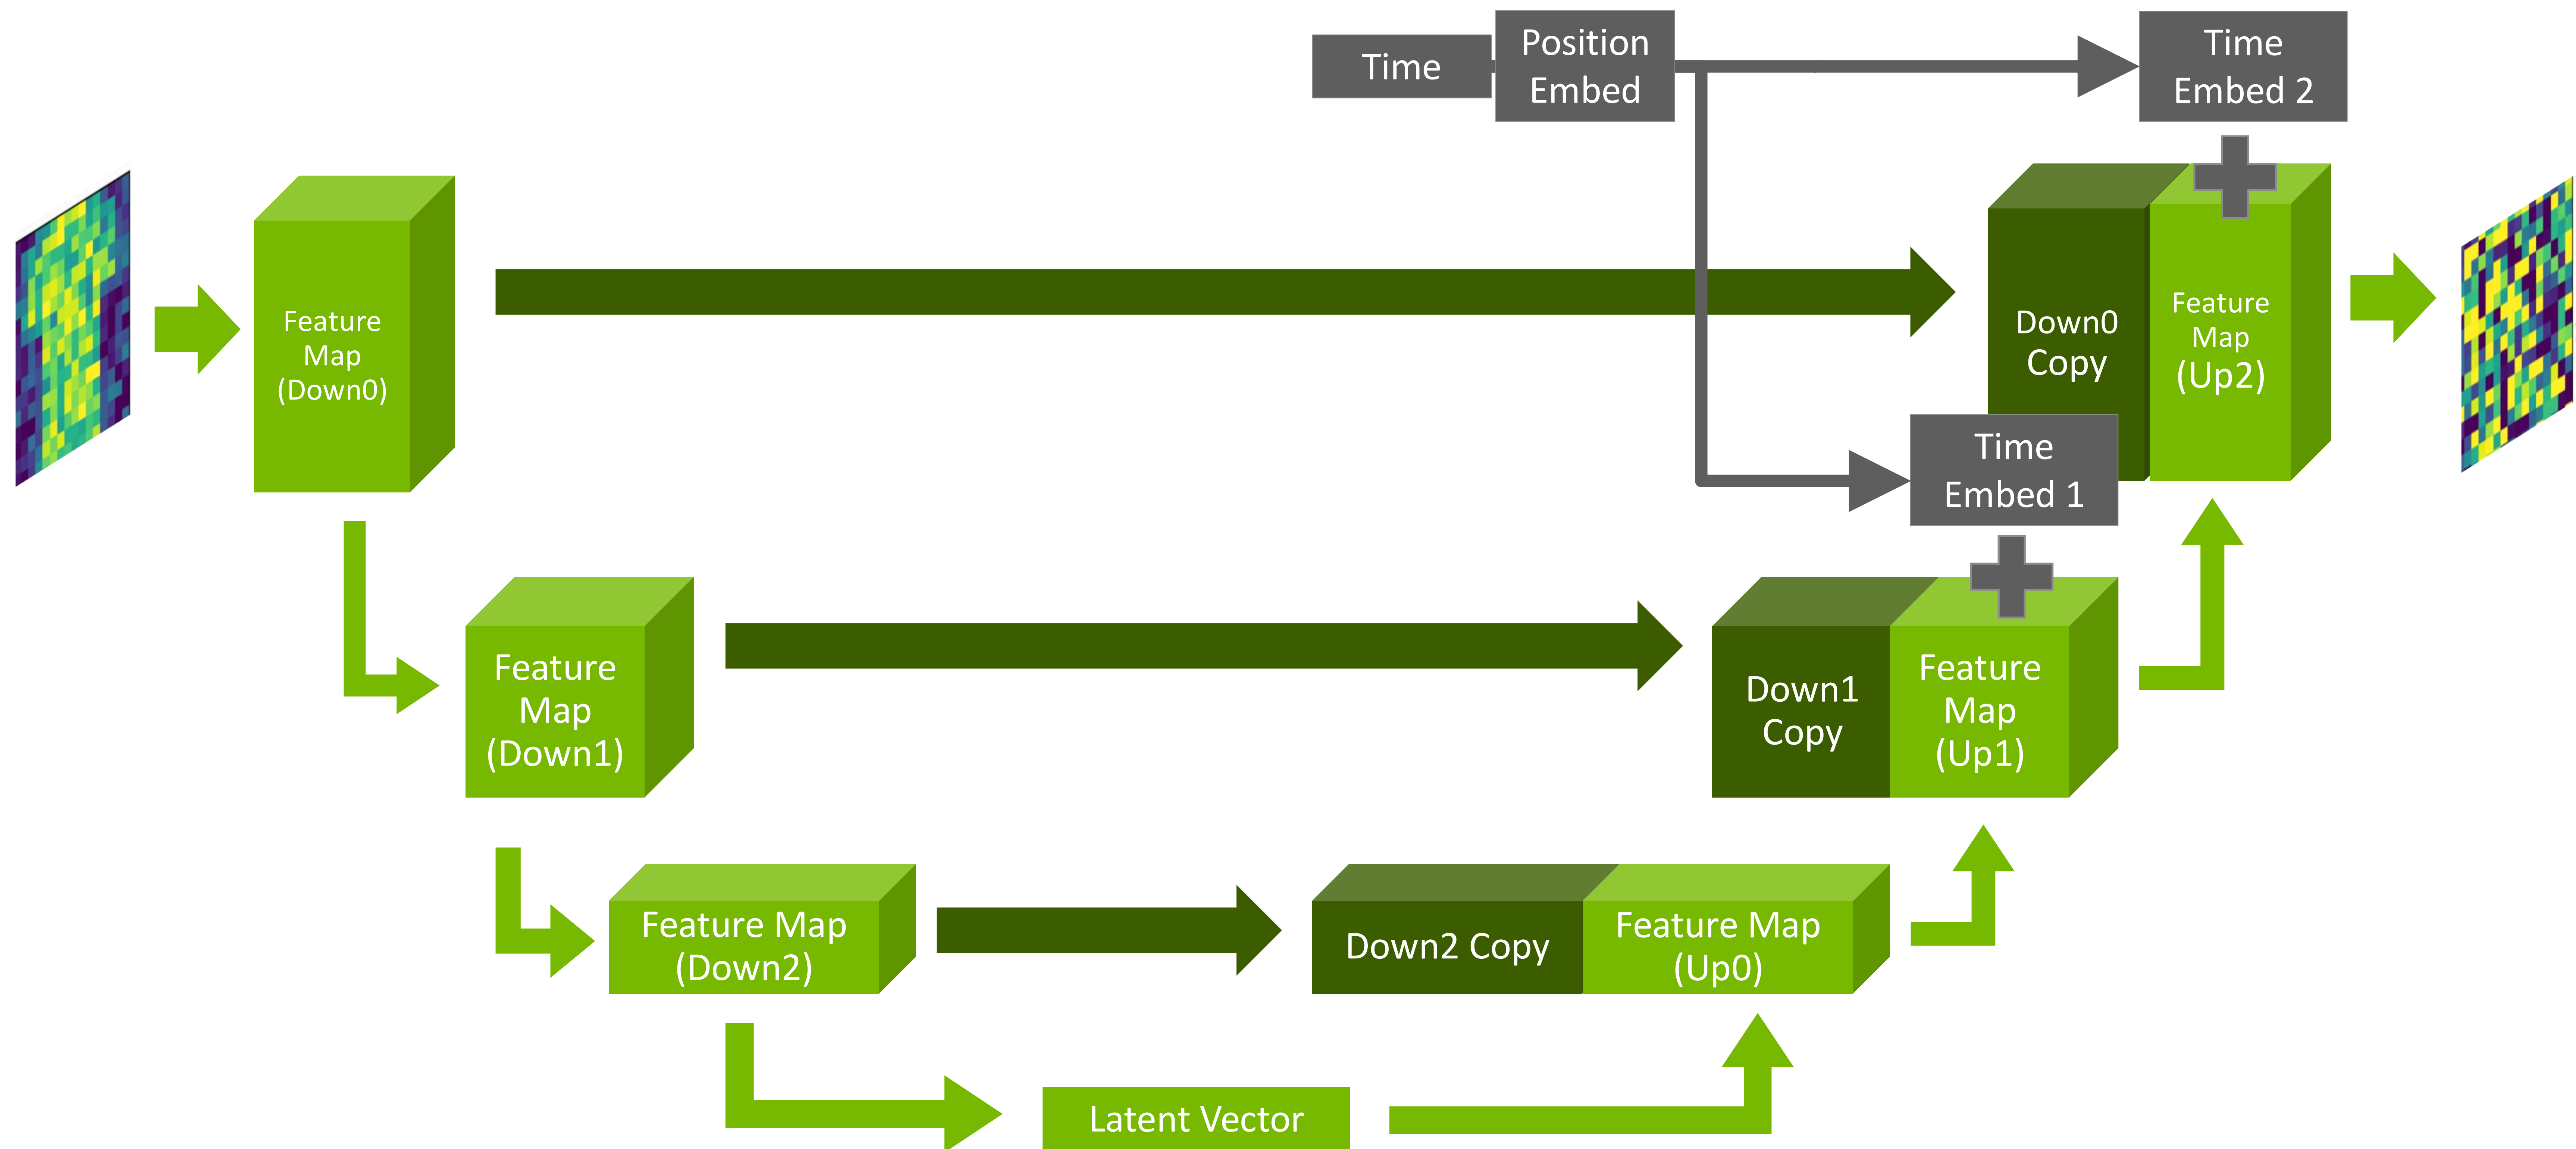 Time
Position
Embed
Time
Embed 2
Feature
Map
(Down0)
Down0
Copy
Feature
Map
(Up2)
Time
Embed 1
Feature
Map
(Down1)
Down1
Copy
Feature
Map
(Up1)
Feature Map
(Down2)
Down2 Copy
Feature Map
(Up0)
Latent Vector